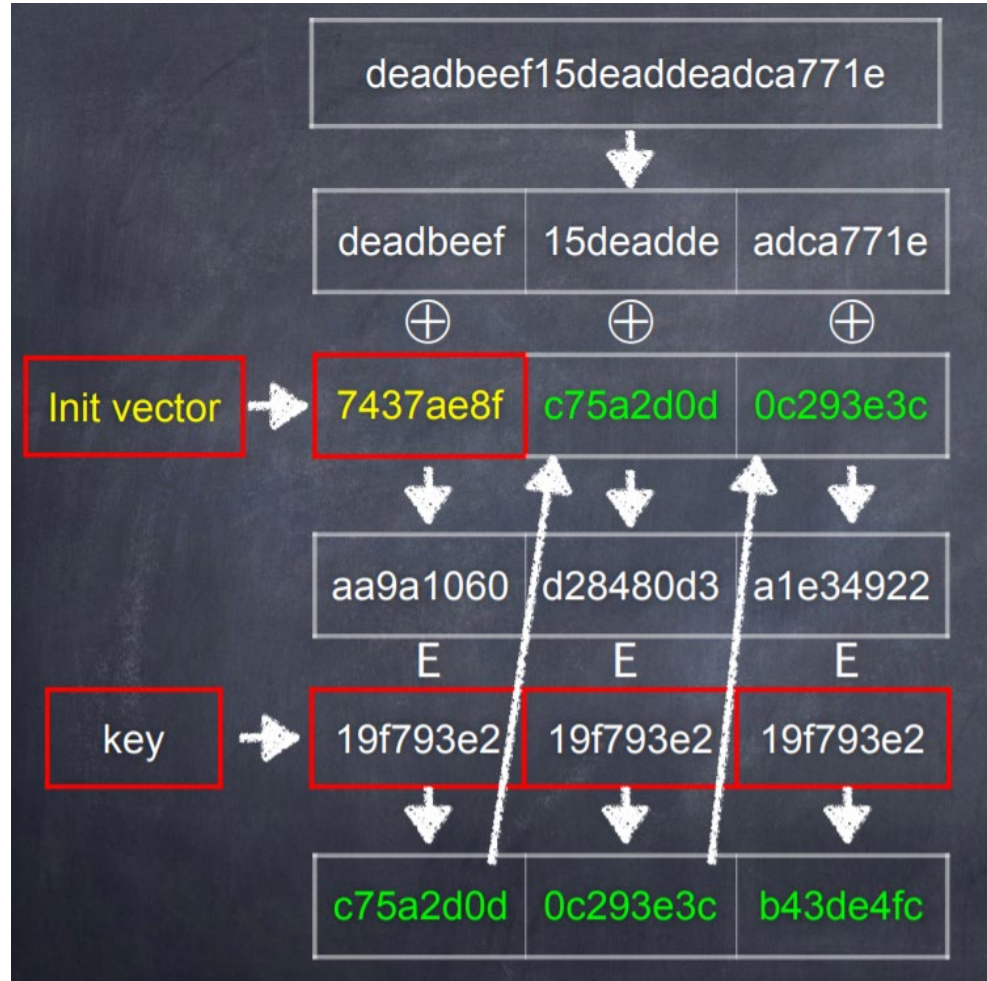 deadbeef15deaddeadca771e
deadbeef 15deadde adca771e
⊕ ⊕ ⊕
Init vector 7437ae8f c75a2d0d 0c293e3c
aa9a1060 d28480d3 a1e34922
E E E
key 19f793e2 19f793e2 19f793e2
c75a2d0d 0c293e3c b43de4fc